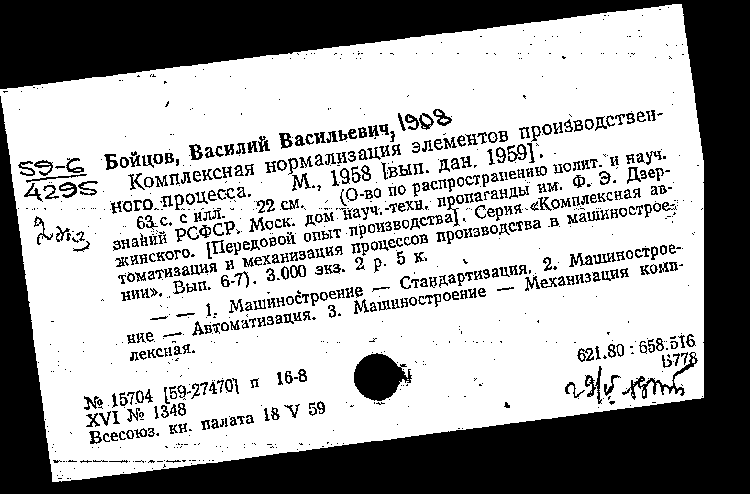 59-6
4295
2 экз
Бойцов, Василий Васильевич, 1908
Комплексная нормализация элементов производствен-
ного процесса. М., 1958 [вып. дан. 1959].
63 с. с илл. 22 см. (О-во по распространению полит. и науч.
знаний РСФСР. Моск. дом науч.-техн. пропаганды им. Ф. Э. Дзер-
жинского. [Передовой опыт производства]. Серия «Комплексная ав-
томатизация и механизация процессов производства в машинострое-
нии». Вып. 6-7). 3.000 экз. 2 р. 5 к.
— — 1. Машиностроение — Стандартизация. 2. Машинострое-
ние — Автоматизация. 3. Машиностроение — Механизация комп-
лексная.
621.80 : 658.516
Б778
№ 15704 [59-27470] п 16-8
XVI № 1348
Всесоюз. кн. палата 18 V 59